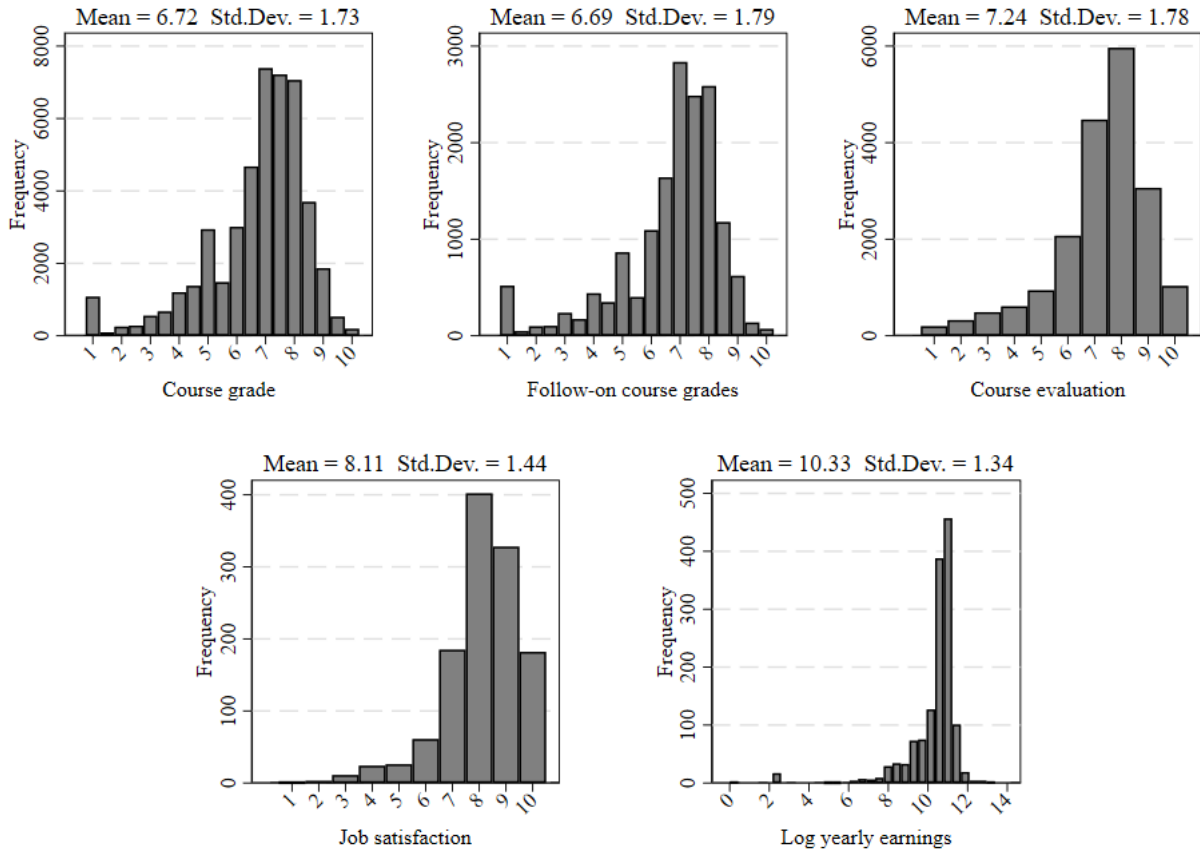 Mean = 6.72 Std.Dev. = 1.73
Frequency
8000
6000
4000
2000
0
1 2 3 4 5 6 7 8 9 10
Course grade
Mean = 6.69 Std.Dev. = 1.79
Frequency
3000
2000
1000
0
1 2 3 4 5 6 7 8 9 10
Follow-on course grades
Mean = 7.24 Std.Dev. = 1.78
Frequency
6000
4000
2000
0
1 2 3 4 5 6 7 8 9 10
Course evaluation
Mean = 8.11 Std.Dev. = 1.44
Frequency
400
300
200
100
0
1 2 3 4 5 6 7 8 9 10
Job satisfaction
Mean = 10.33 Std.Dev. = 1.34
Frequency
500
400
300
200
100
0
0 2 4 6 8 10 12 14
Log yearly earnings